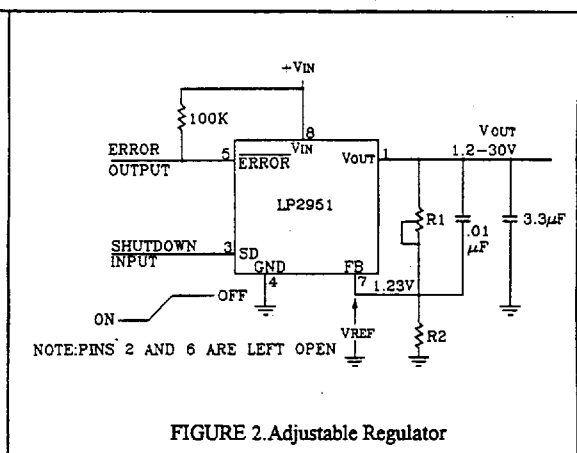 +VIN
100K
8
VIN
ERROR
OUTPUT
5
ERROR
VOUT
1
VOUT
1.2-30V
LP2951
R1
.01
µF
3.3µF
SHUTDOWN
INPUT
3
SD
GND
4
FB
7
1.23V
ON
OFF
VREF
R2
NOTE:PINS 2 AND 6 ARE LEFT OPEN
FIGURE 2.Adjustable Regulator